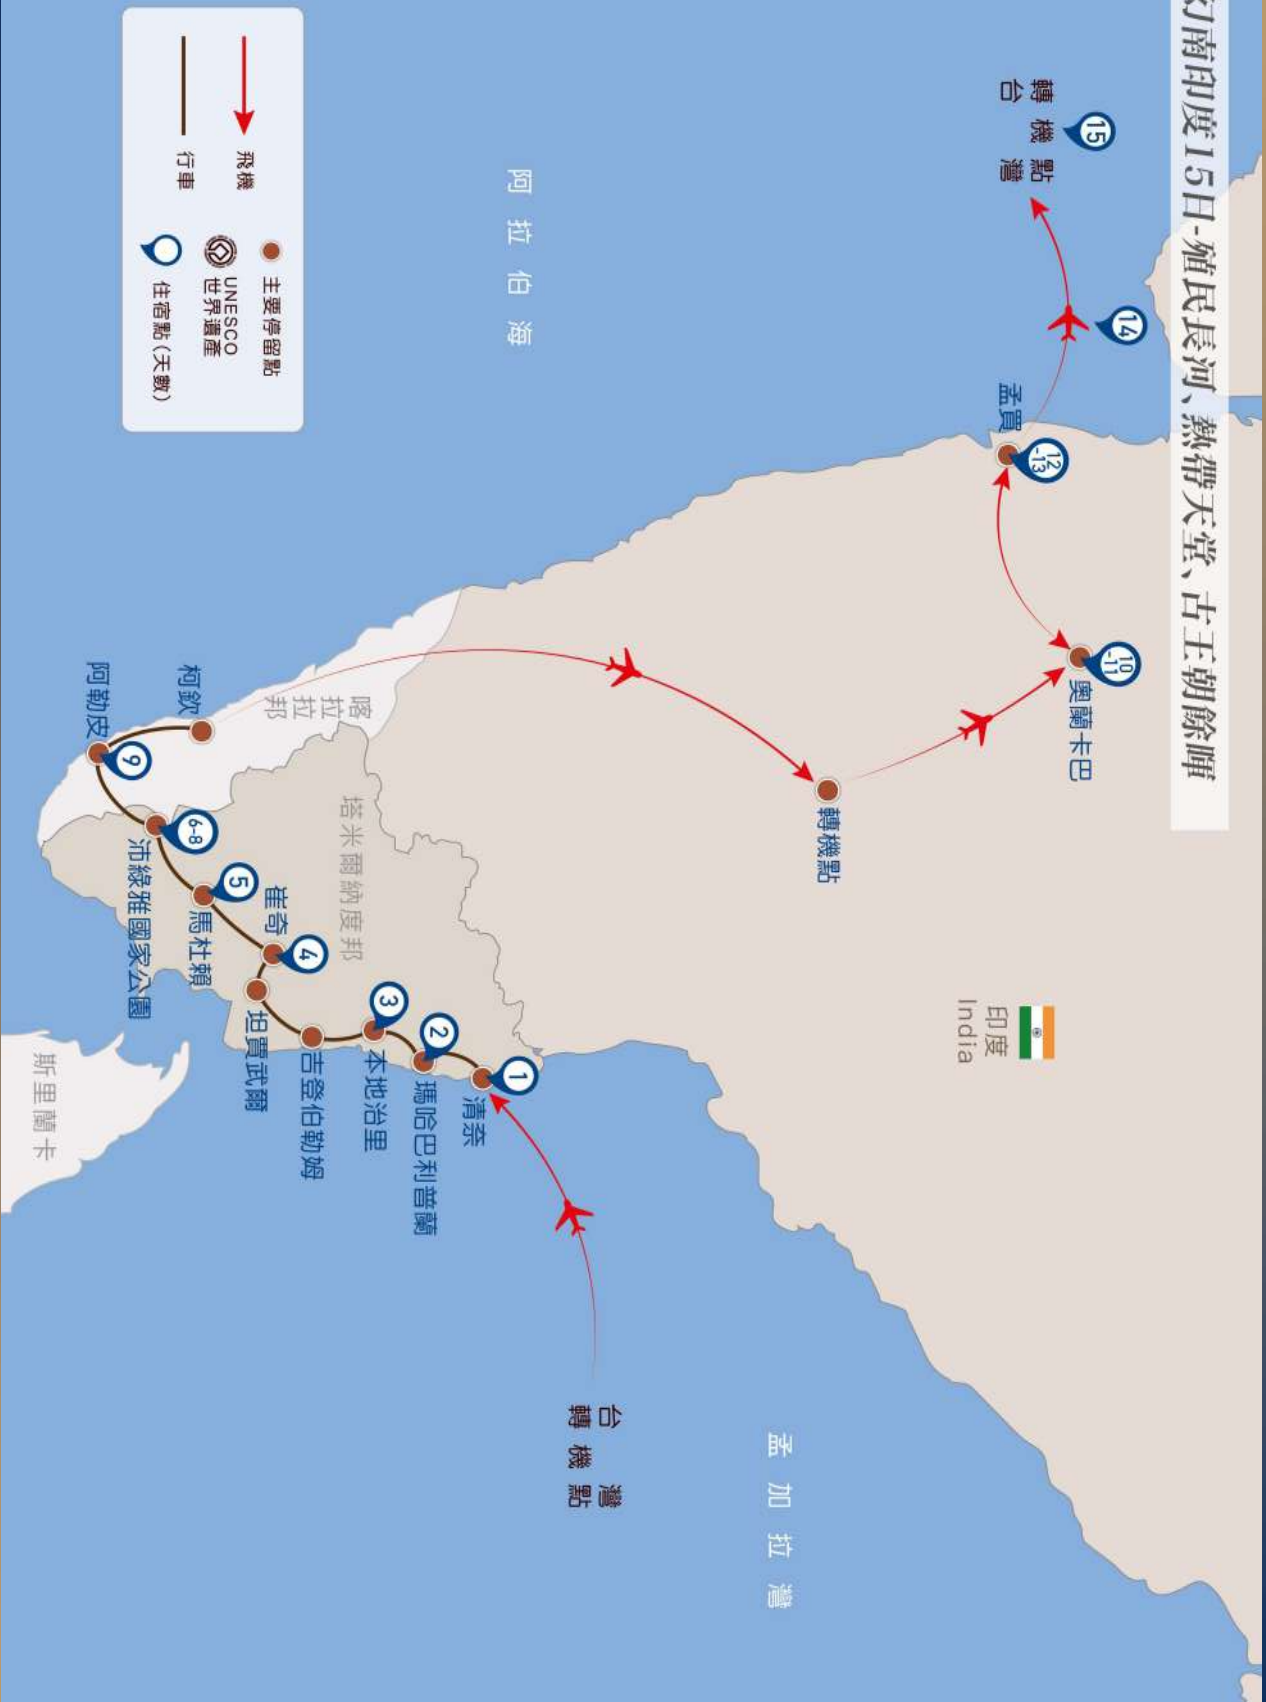 南印度15日-殖民長河、熱帶天堂、古王朝餘暉
14
15
轉機點
台灣
10
-11
奧蘭卡巴
12
-13
孟買
印度
India
轉機點
孟加拉灣
阿拉伯海
台灣
轉機點
1
清奈
2
瑪哈巴利普蘭
3
本地治里
吉登伯勒姆
塔米爾納度邦
喀拉拉邦
4
崔奇
坦賈武爾
5
馬杜賴
6-8
沛綠雅國家公園
柯欽
9
阿勒皮
斯里蘭卡
飛機
行車
主要停留點
UNESCO
世界遺產
住宿點(天數)